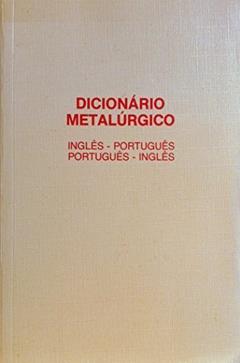 DICIONÁRIO
METALÚRGICO
INGLÊS - PORTUGUÊS
PORTUGUÊS - INGLÊS